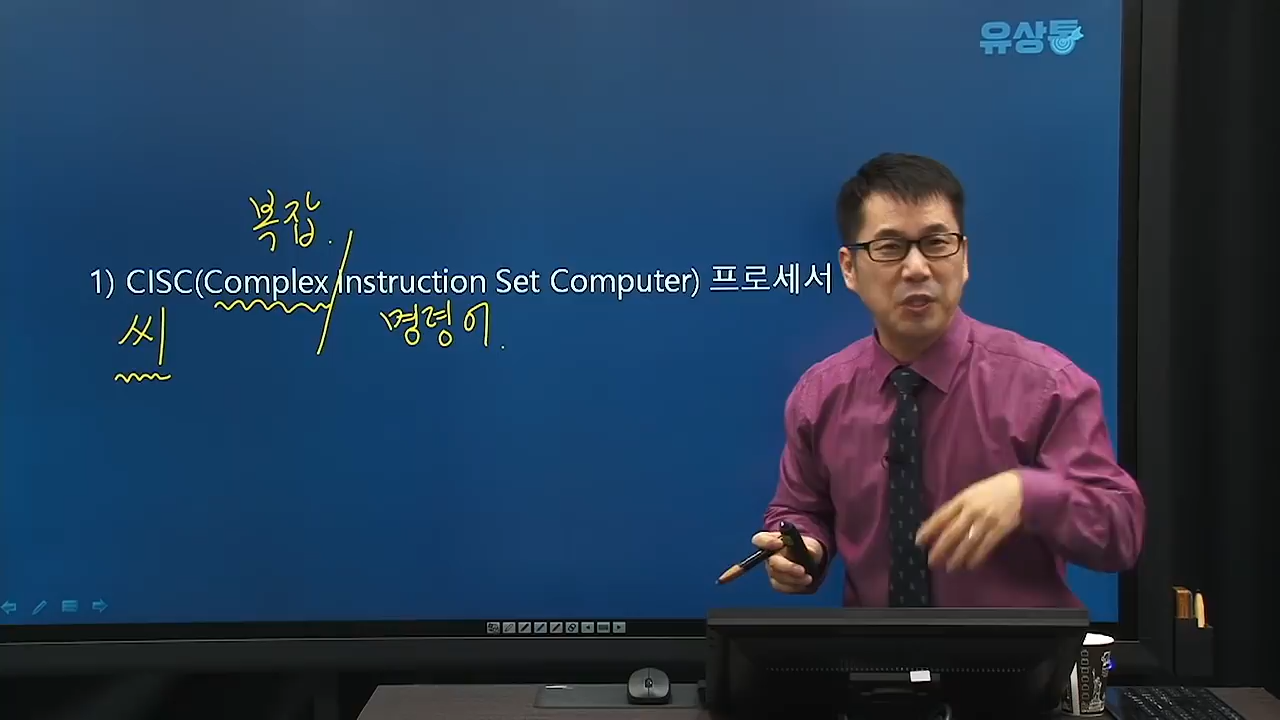 유상통
복잡.
1) CISC(Complex Instruction Set Computer) 프로세서
씨
명령어.